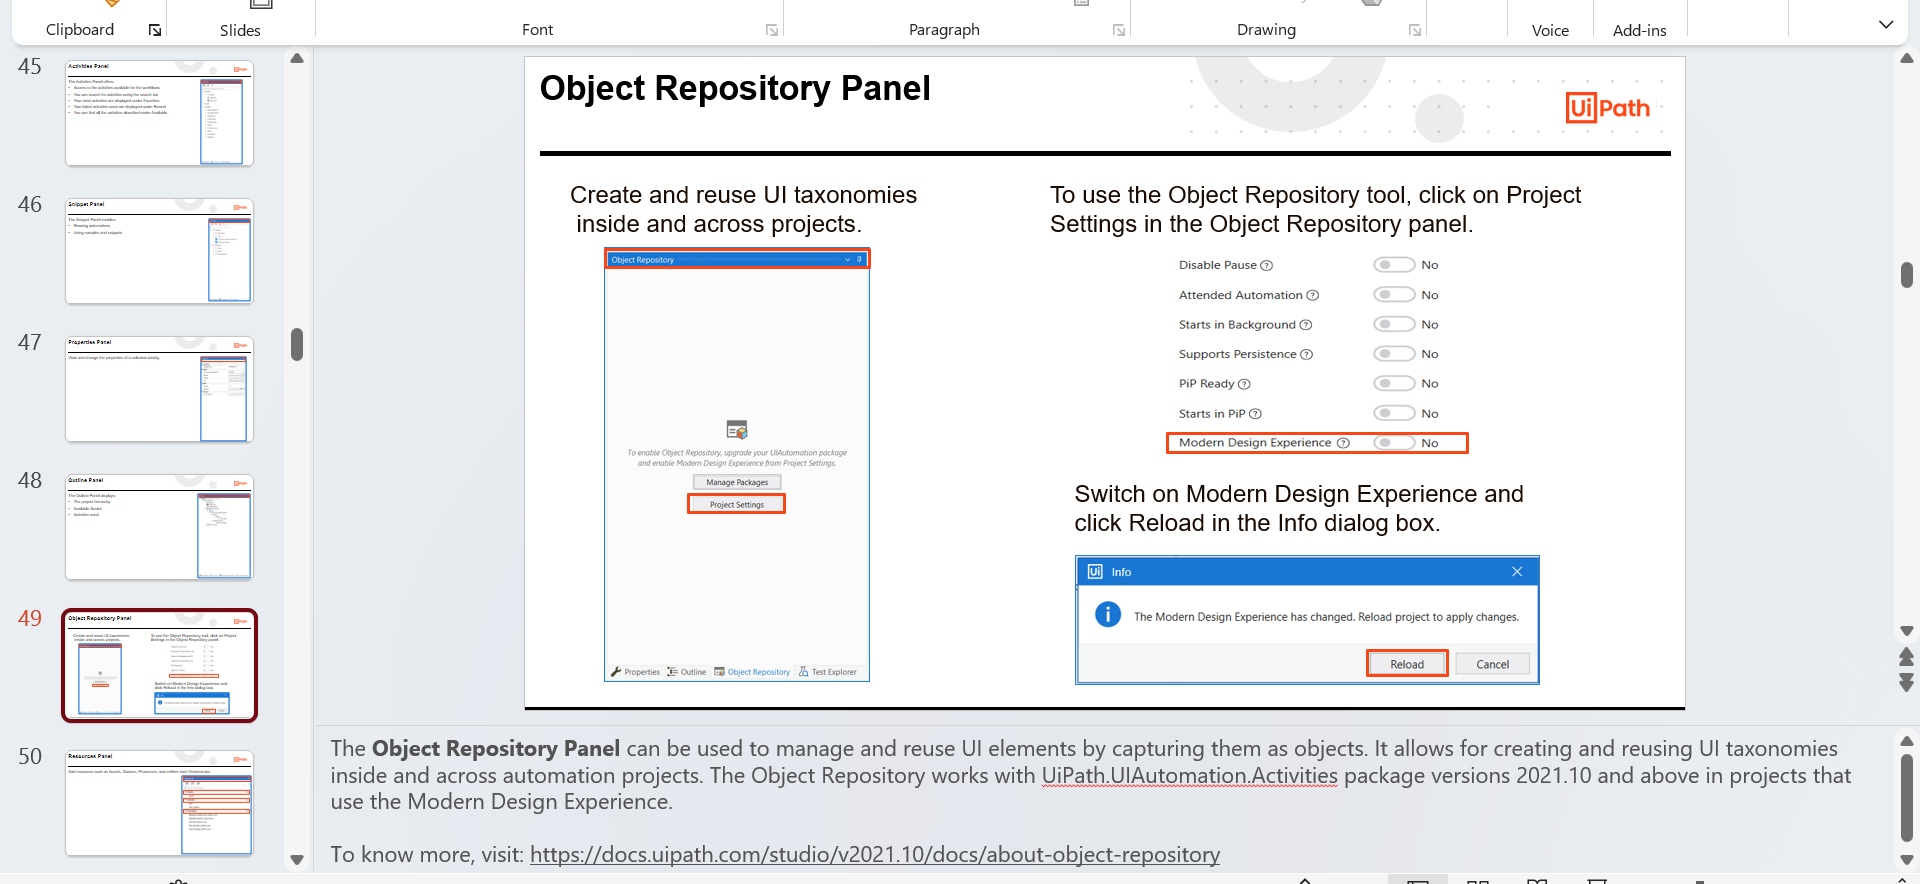 Clipboard
Slides
Font
Paragraph
Drawing
Voice
Add-ins
45
Activities Panel
46
Snippet Panel
47
Properties Panel
48
Outline Panel
49
Object Repository Panel
50
Resources Panel
Object Repository Panel
UiPath
Create and reuse UI taxonomies
inside and across projects.
Object Repository
To enable Object Repository, upgrade your UIAutomation package
and enable Modern Design Experience from Project Settings.
Manage Packages
Project Settings
Properties Outline Object Repository Test Explorer
To use the Object Repository tool, click on Project
Settings in the Object Repository panel.
Disable Pause No
Attended Automation No
Starts in Background No
Supports Persistence No
PiP Ready No
Starts in PiP No
Modern Design Experience No
Switch on Modern Design Experience and
click Reload in the Info dialog box.
Ui Info
The Modern Design Experience has changed. Reload project to apply changes.
Reload Cancel
The Object Repository Panel can be used to manage and reuse UI elements by capturing them as objects. It allows for creating and reusing UI taxonomies
inside and across automation projects. The Object Repository works with UiPath.UIAutomation.Activities package versions 2021.10 and above in projects that
use the Modern Design Experience.
To know more, visit: https://docs.uipath.com/studio/v2021.10/docs/about-object-repository